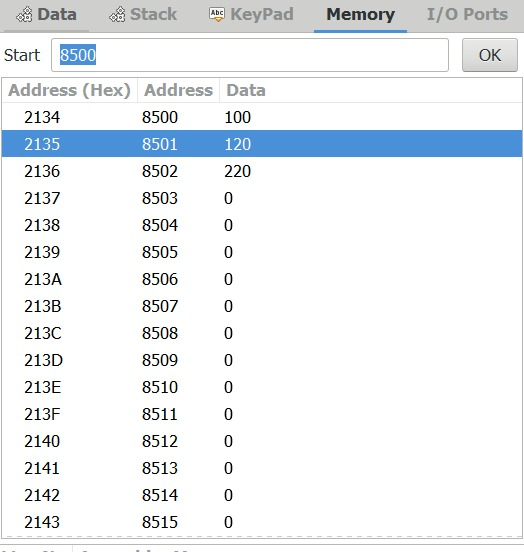 Data Stack Abc KeyPad Memory I/O Ports
Start 8500 OK
Address (Hex) Address Data
2134 8500 100
2135 8501 120
2136 8502 220
2137 8503 0
2138 8504 0
2139 8505 0
213A 8506 0
213B 8507 0
213C 8508 0
213D 8509 0
213E 8510 0
213F 8511 0
2140 8512 0
2141 8513 0
2142 8514 0
2143 8515 0